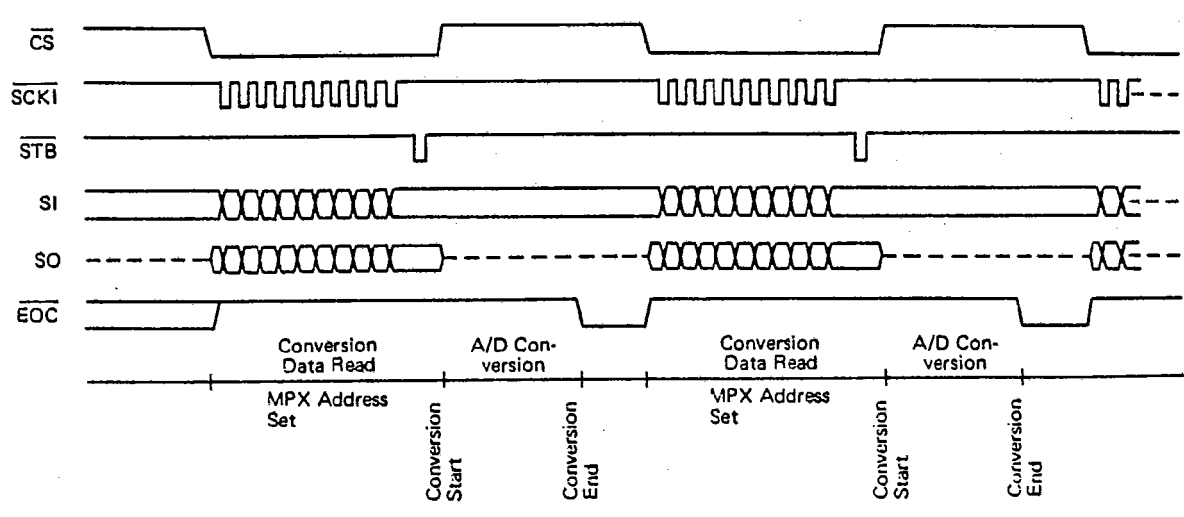 CS
SCKI
STB
SI
SO
EOC
Conversion
Data Read
A/D Con-
version
Conversion
Data Read
A/D Con-
version
MPX Address
Set
MPX Address
Set
Conversion
Start
Conversion
End
Conversion
Start
Conversion
End